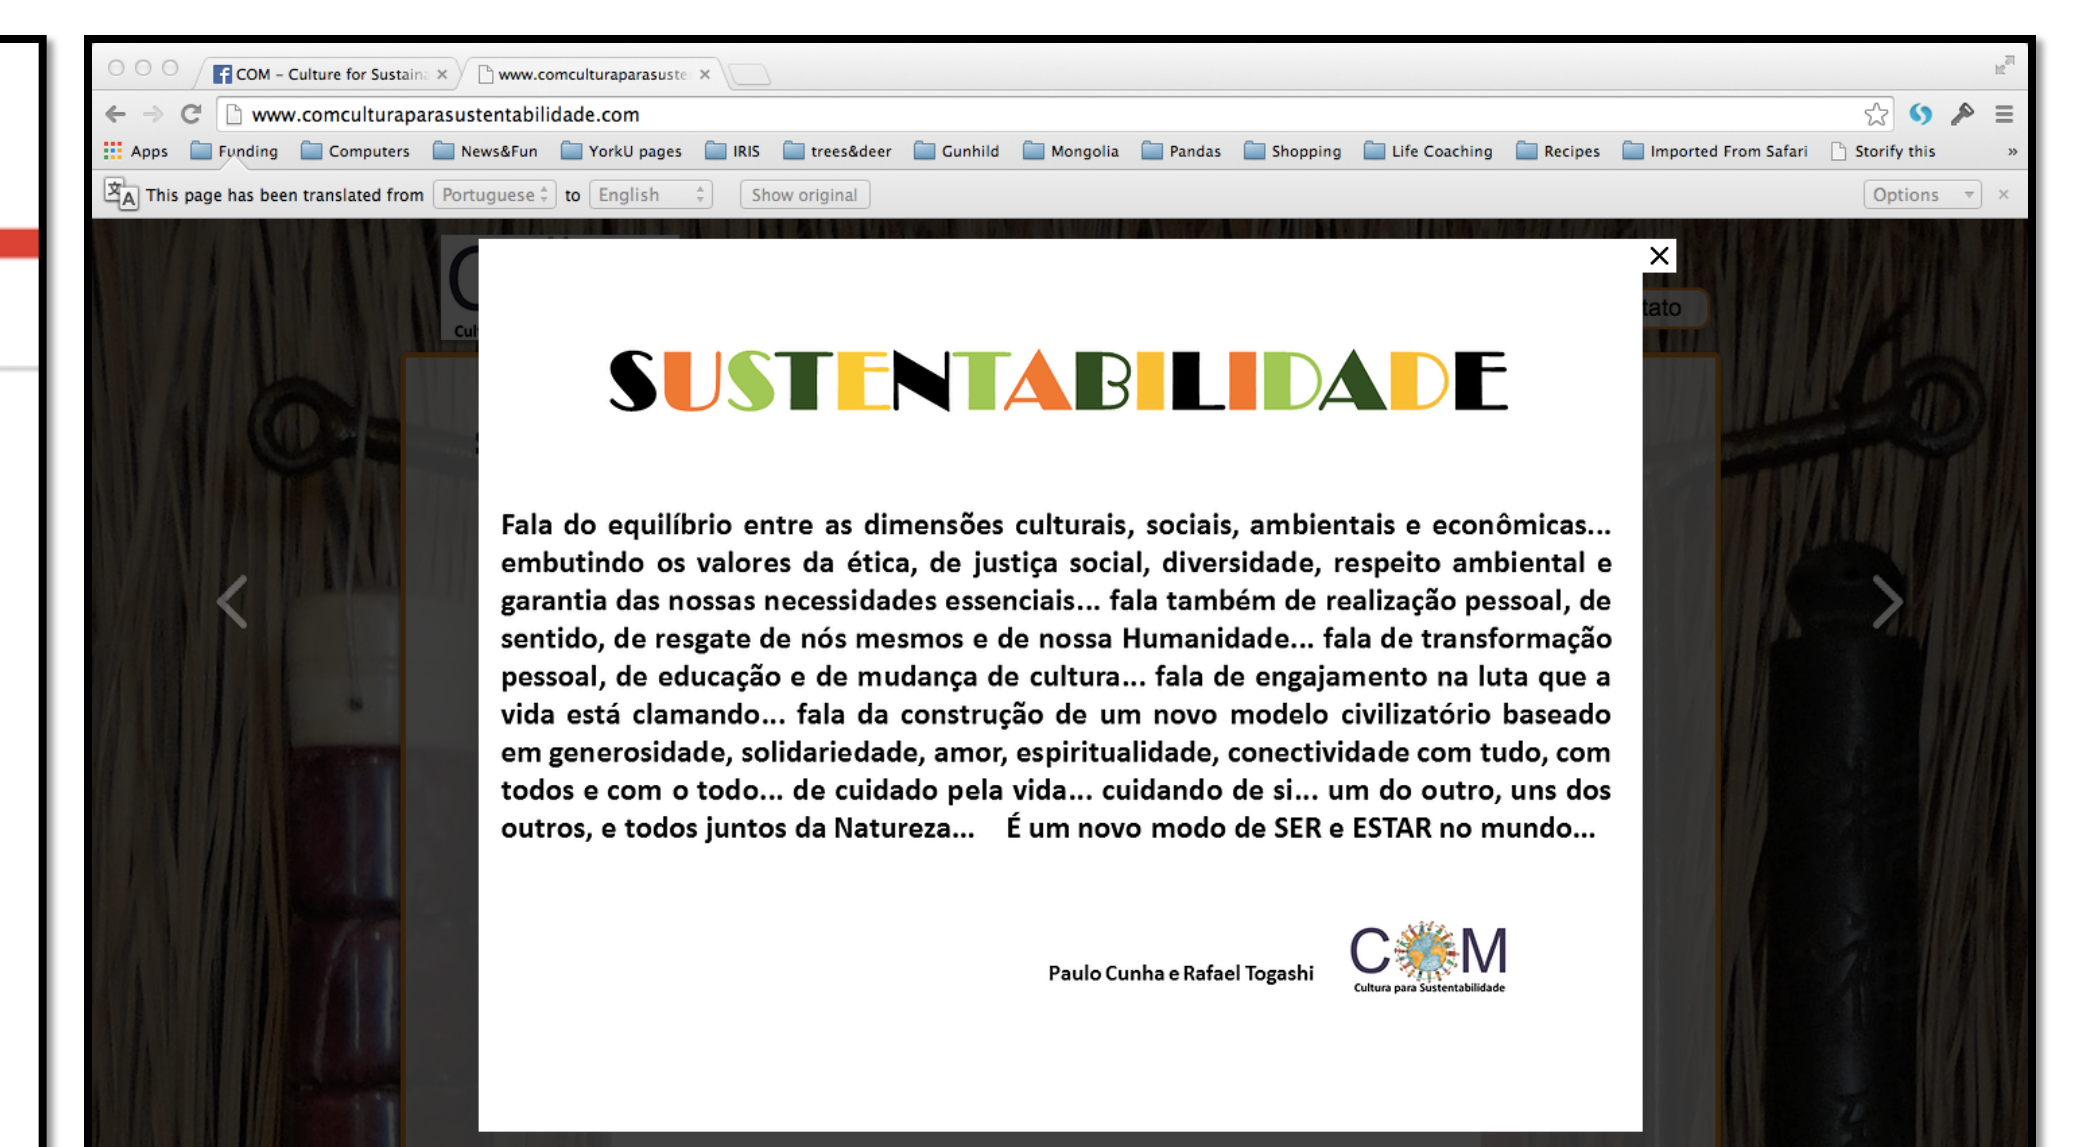 COM – Culture for Sustain
www.comculturaparasuste
www.comculturaparasustentabilidade.com
Apps Funding Computers News&Fun YorkU pages IRIS trees&deer Gunhild Mongolia Pandas Shopping Life Coaching Recipes Imported From Safari Storify this »
This page has been translated from Portuguese to English Show original Options
tato
SUSTENTABILIDADE
Fala do equilíbrio entre as dimensões culturais, sociais, ambientais e econômicas...
embutindo os valores da ética, de justiça social, diversidade, respeito ambiental e
garantia das nossas necessidades essenciais... fala também de realização pessoal, de
sentido, de resgate de nós mesmos e de nossa Humanidade... fala de transformação
pessoal, de educação e de mudança de cultura... fala de engajamento na luta que a
vida está clamando... fala da construção de um novo modelo civilizatório baseado
em generosidade, solidariedade, amor, espiritualidade, conectividade com tudo, com
todos e com o todo... de cuidado pela vida... cuidando de si... um do outro, uns dos
outros, e todos juntos da Natureza... É um novo modo de SER e ESTAR no mundo...
Paulo Cunha e Rafael Togashi
COM
Cultura para Sustentabilidade